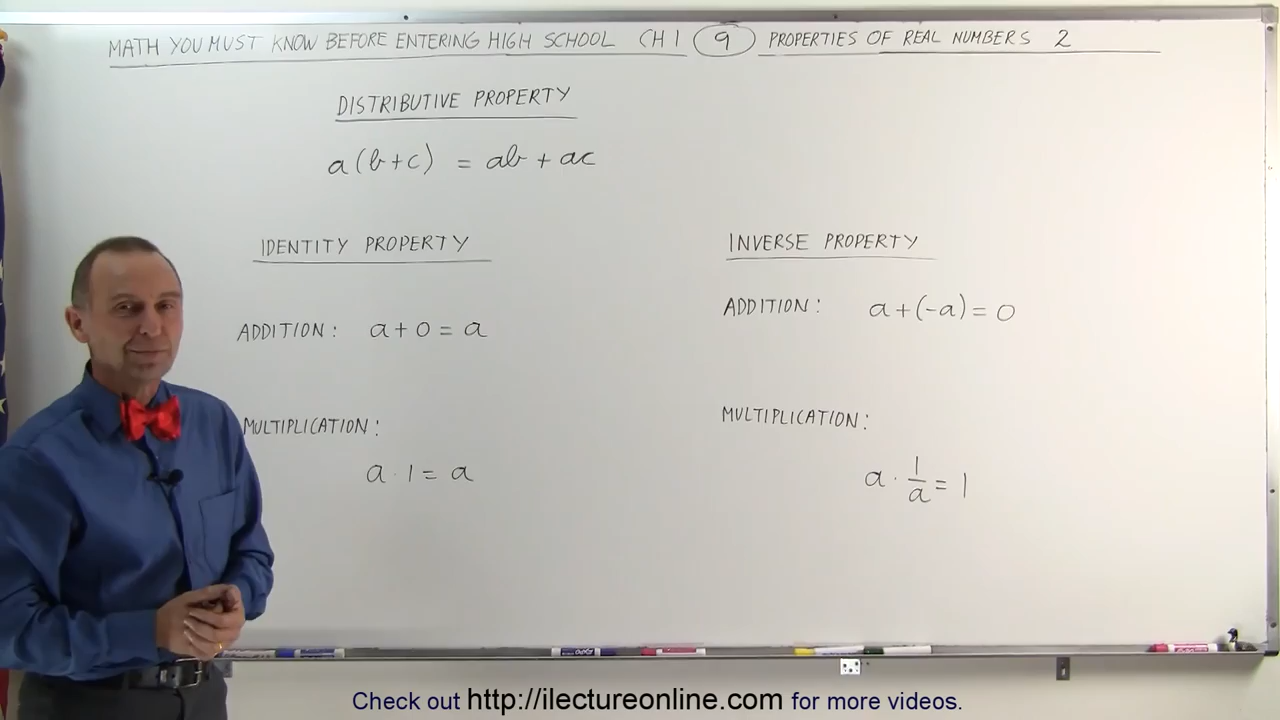 MATH YOU MUST KNOW BEFORE ENTERING HIGH SCHOOL CH 1 9 PROPERTIES OF REAL NUMBERS 2
DISTRIBUTIVE PROPERTY
a(b+c) = ab + ac
IDENTITY PROPERTY
ADDITION: a+0 = a
MULTIPLICATION:
a · 1 = a
INVERSE PROPERTY
ADDITION: a+(-a) = 0
MULTIPLICATION:
a · 1/a = 1
Check out http://ilectureonline.com for more videos.